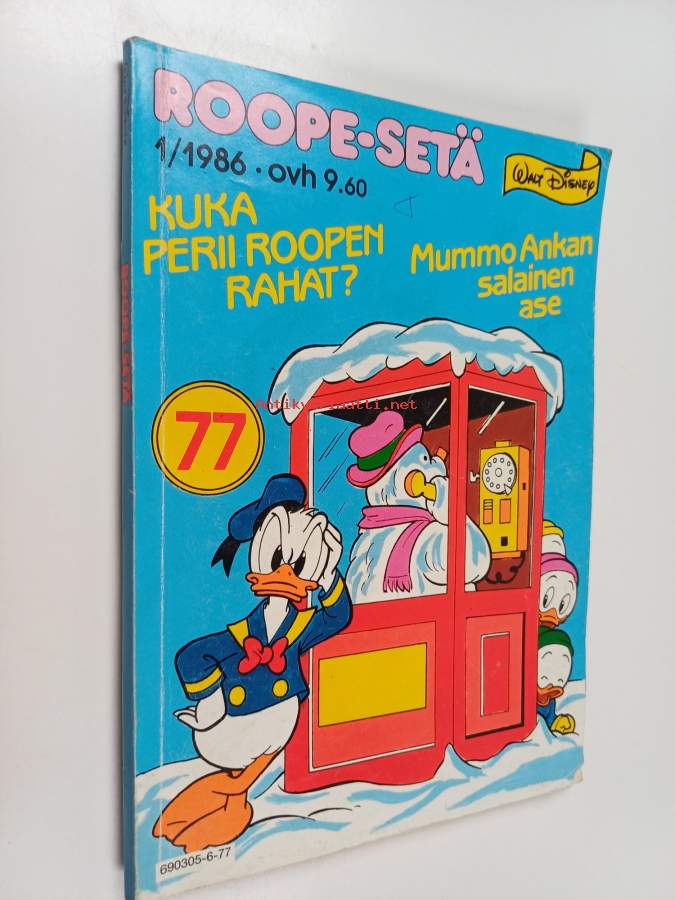 ROOPE-SETÄ
1/1986 · ovh 9.60
WALT DISNEY
KUKA
PERII ROOPEN
RAHAT?
Mummo Ankan
salainen
ase
77
ROOPE-SETÄ
690305-6-77